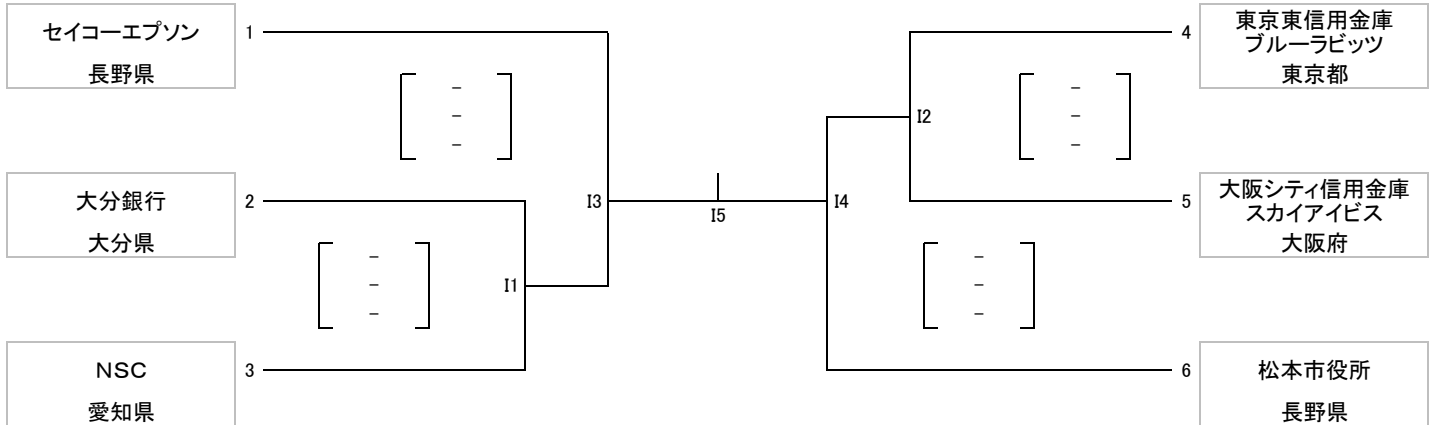 セイコーエプソン
長野県
1
大分銀行
大分県
2
NSC
愛知県
3
-
-
-
-
-
-
I1
I3
I5
I4
I2
-
-
-
-
-
-
4
東京東信用金庫
ブルーラビッツ
東京都
5
大阪シティ信用金庫
スカイアイビス
大阪府
6
松本市役所
長野県